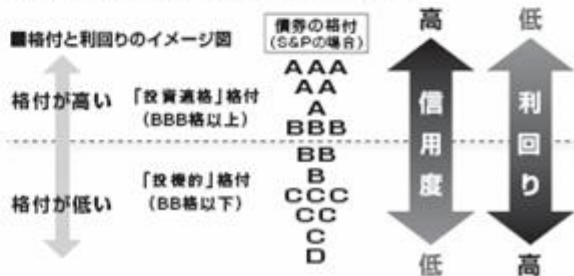 ■格付と利回りのイメージ図
債券の格付
(S&Pの場合)
高
低
格付が高い
「投資適格」格付
(BBB格以上)
AAA
AA
A
BBB
BB
B
CCC
CC
C
D
格付が低い
「投機的」格付
(BB格以下)
信用度
利回り
低
高